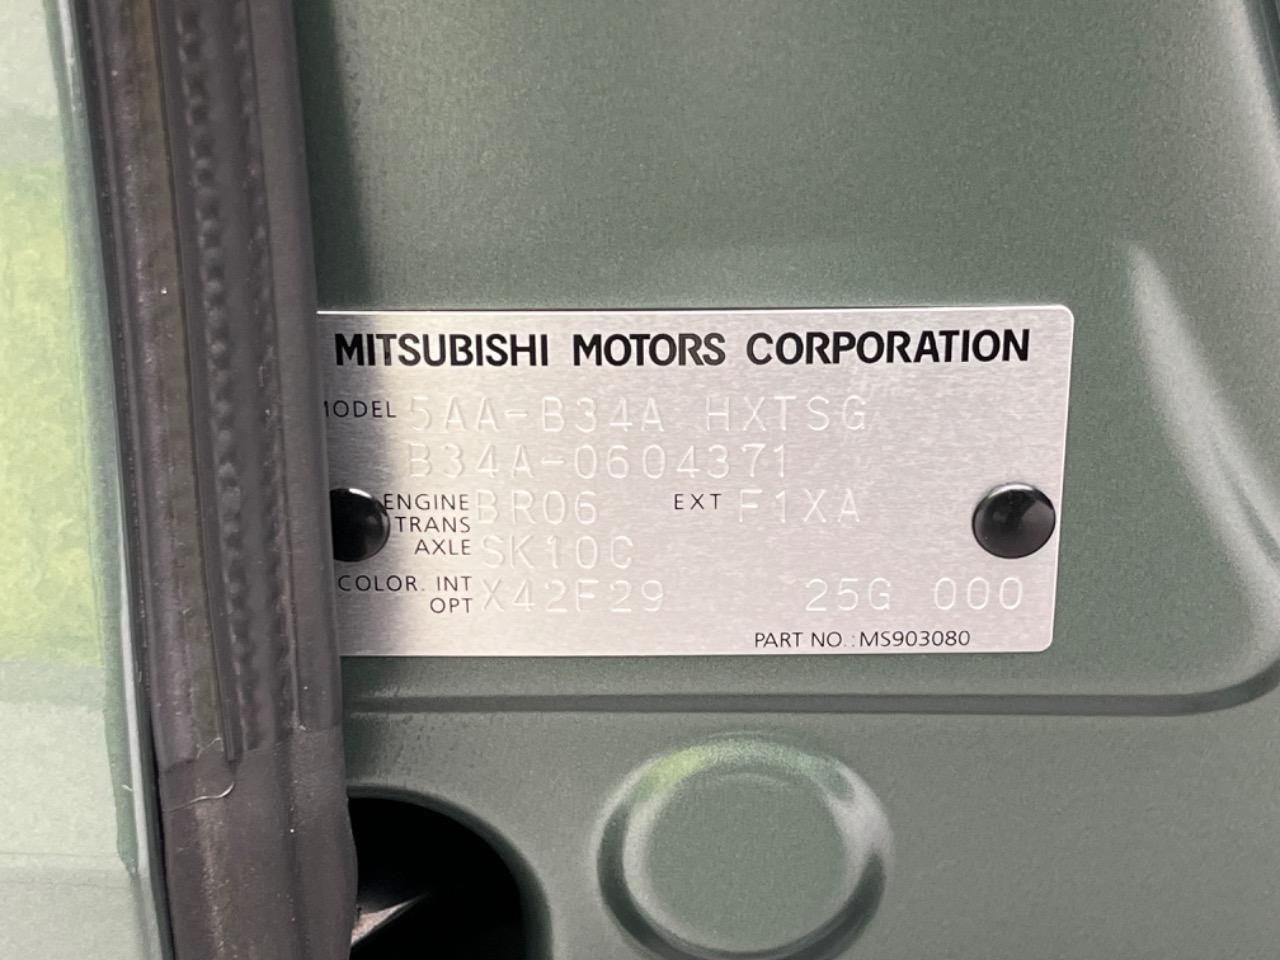 MITSUBISHI MOTORS CORPORATION
MODEL 5AA-B34A HXTSG
B34A-0604371
ENGINE BR06 EXT F1XA
TRANS
AXLE SK10C
COLOR. INT
OPT X42F29 25G 000
PART NO.: MS903080